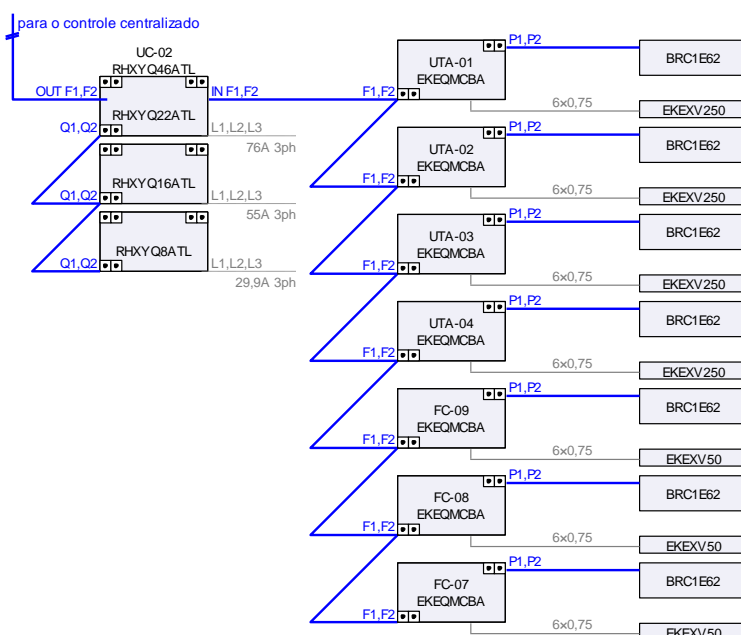 para o controle centralizado
UC-02
RHXYQ46ATL
OUT F1,F2
IN F1,F2
RHXYQ22ATL
Q1,Q2
L1,L2,L3
76A 3ph
RHXYQ16ATL
Q1,Q2
L1,L2,L3
55A 3ph
RHXYQ8ATL
Q1,Q2
L1,L2,L3
29,9A 3ph
P1,P2
UTA-01
EKEQMCBA
BRC1E62
F1,F2
6×0,75
EKEXV250
P1,P2
UTA-02
EKEQMCBA
BRC1E62
F1,F2
6×0,75
EKEXV250
P1,P2
UTA-03
EKEQMCBA
BRC1E62
F1,F2
6×0,75
EKEXV250
P1,P2
UTA-04
EKEQMCBA
BRC1E62
F1,F2
6×0,75
EKEXV250
P1,P2
FC-09
EKEQMCBA
BRC1E62
F1,F2
6×0,75
EKEXV50
P1,P2
FC-08
EKEQMCBA
BRC1E62
F1,F2
6×0,75
EKEXV50
P1,P2
FC-07
EKEQMCBA
BRC1E62
F1,F2
6×0,75
EKEXV50